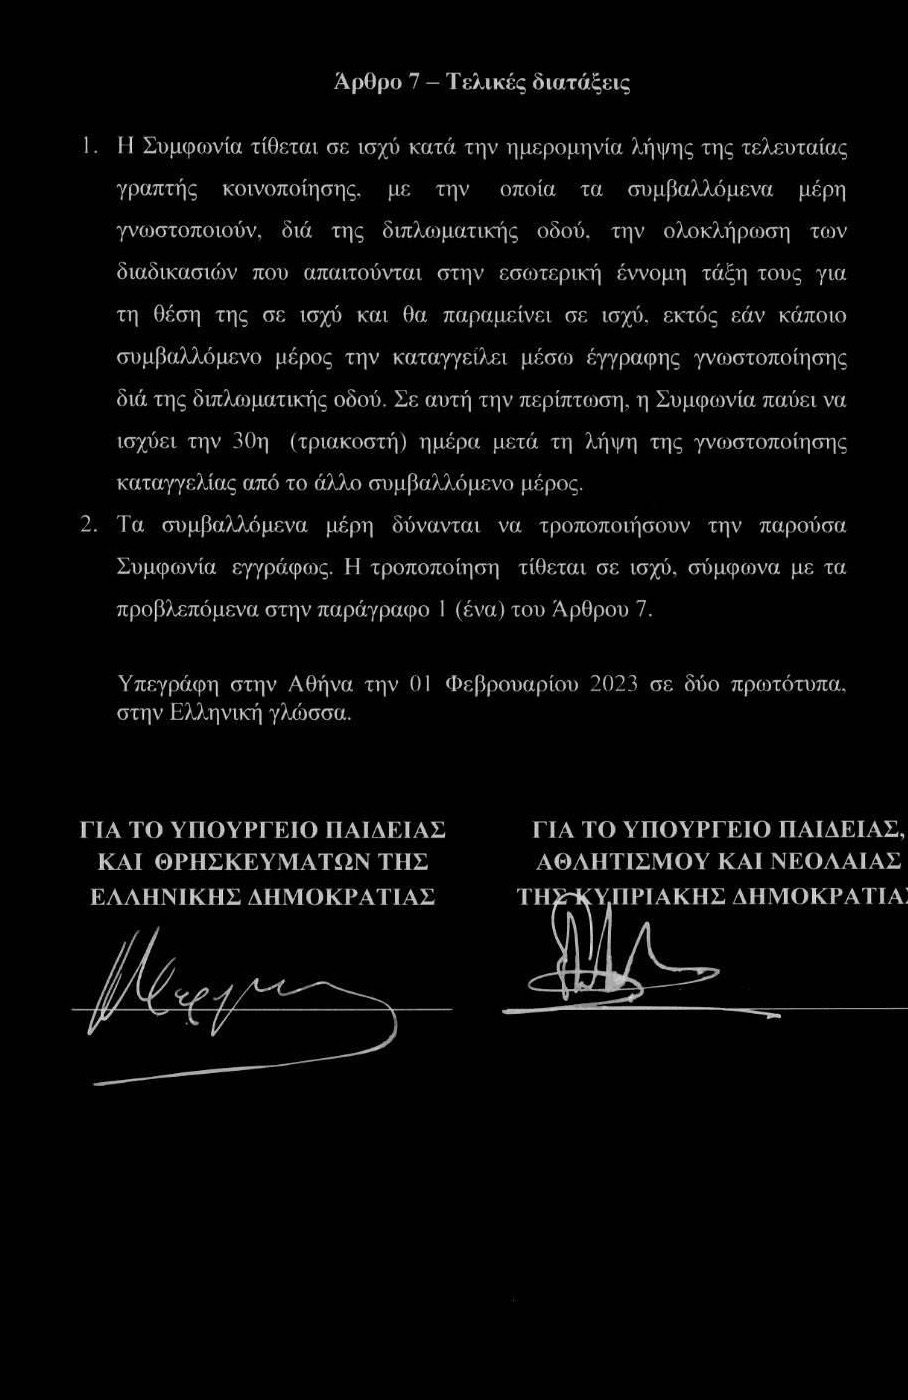 Άρθρο 7 – Τελικές διατάξεις
1. Η Συμφωνία τίθεται σε ισχύ κατά την ημερομηνία λήψης της τελευταίας
γραπτής κοινοποίησης, με την οποία τα συμβαλλόμενα μέρη
γνωστοποιούν, διά της διπλωματικής οδού, την ολοκλήρωση των
διαδικασιών που απαιτούνται στην εσωτερική έννομη τάξη τους για
τη θέση της σε ισχύ και θα παραμείνει σε ισχύ, εκτός εάν κάποιο
συμβαλλόμενο μέρος την καταγγείλει μέσω έγγραφης γνωστοποίησης
διά της διπλωματικής οδού. Σε αυτή την περίπτωση, η Συμφωνία παύει να
ισχύει την 30η (τριακοστή) ημέρα μετά τη λήψη της γνωστοποίησης
καταγγελίας από το άλλο συμβαλλόμενο μέρος.
2. Τα συμβαλλόμενα μέρη δύνανται να τροποποιήσουν την παρούσα
Συμφωνία εγγράφως. Η τροποποίηση τίθεται σε ισχύ, σύμφωνα με τα
προβλεπόμενα στην παράγραφο 1 (ένα) του Άρθρου 7.
Υπεγράφη στην Αθήνα την 01 Φεβρουαρίου 2023 σε δύο πρωτότυπα,
στην Ελληνική γλώσσα.
ΓΙΑ ΤΟ ΥΠΟΥΡΓΕΙΟ ΠΑΙΔΕΙΑΣ
ΚΑΙ ΘΡΗΣΚΕΥΜΑΤΩΝ ΤΗΣ
ΕΛΛΗΝΙΚΗΣ ΔΗΜΟΚΡΑΤΙΑΣ
ΓΙΑ ΤΟ ΥΠΟΥΡΓΕΙΟ ΠΑΙΔΕΙΑΣ,
ΑΘΛΗΤΙΣΜΟΥ ΚΑΙ ΝΕΟΛΑΙΑΣ
ΤΗΣ ΚΥΠΡΙΑΚΗΣ ΔΗΜΟΚΡΑΤΙΑΣ